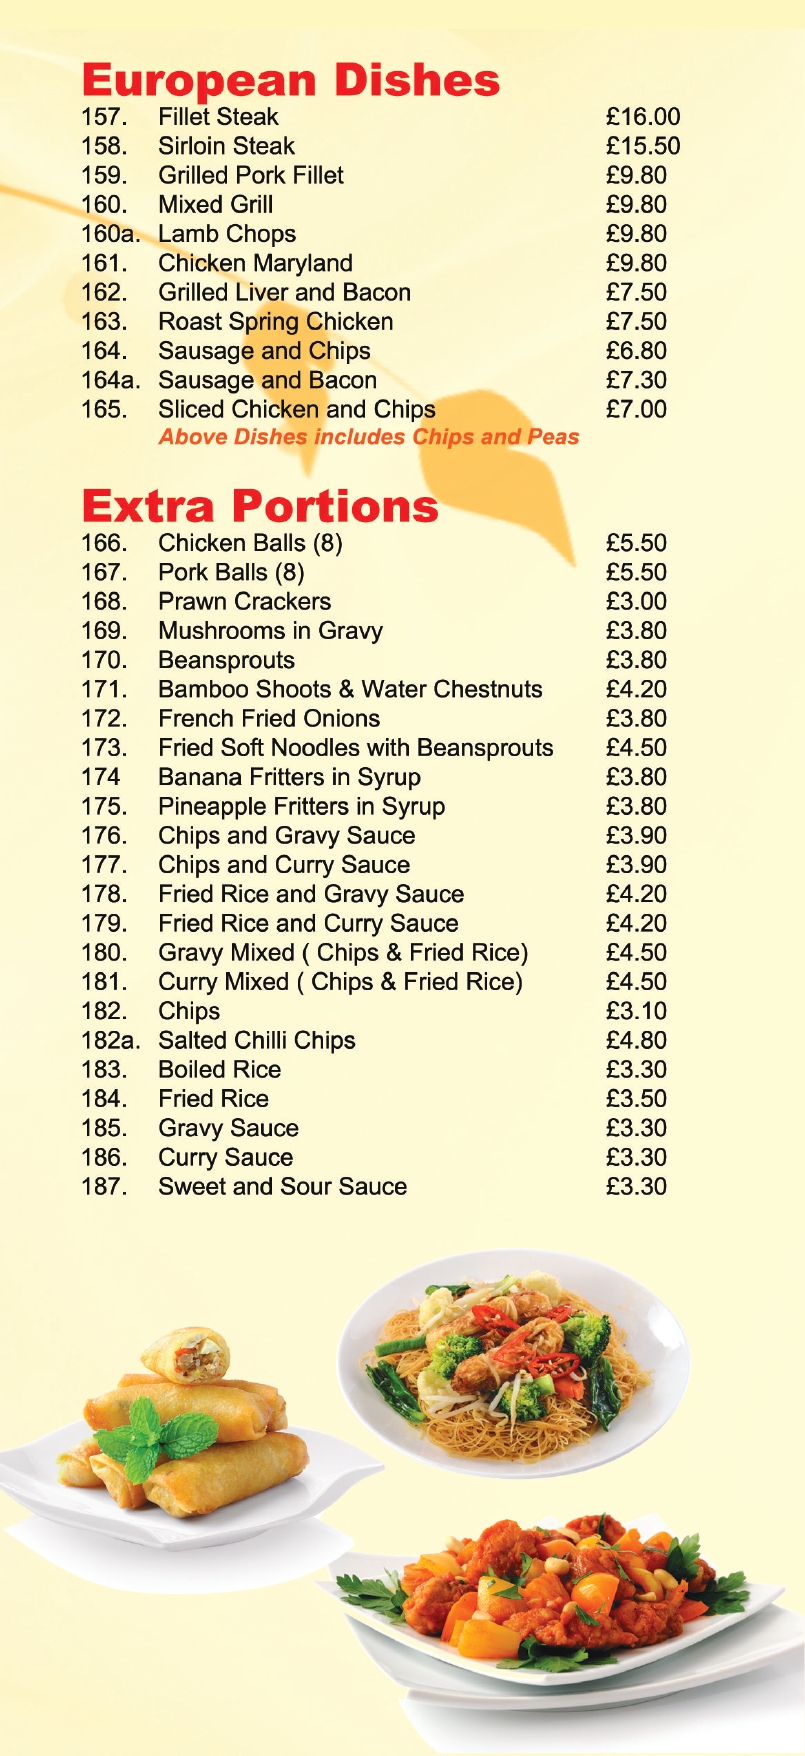 European Dishes
157. Fillet Steak £16.00
158. Sirloin Steak £15.50
159. Grilled Pork Fillet £9.80
160. Mixed Grill £9.80
160a. Lamb Chops £9.80
161. Chicken Maryland £9.80
162. Grilled Liver and Bacon £7.50
163. Roast Spring Chicken £7.50
164. Sausage and Chips £6.80
164a. Sausage and Bacon £7.30
165. Sliced Chicken and Chips £7.00
Above Dishes includes Chips and Peas
Extra Portions
166. Chicken Balls (8) £5.50
167. Pork Balls (8) £5.50
168. Prawn Crackers £3.00
169. Mushrooms in Gravy £3.80
170. Beansprouts £3.80
171. Bamboo Shoots & Water Chestnuts £4.20
172. French Fried Onions £3.80
173. Fried Soft Noodles with Beansprouts £4.50
174 Banana Fritters in Syrup £3.80
175. Pineapple Fritters in Syrup £3.80
176. Chips and Gravy Sauce £3.90
177. Chips and Curry Sauce £3.90
178. Fried Rice and Gravy Sauce £4.20
179. Fried Rice and Curry Sauce £4.20
180. Gravy Mixed ( Chips & Fried Rice) £4.50
181. Curry Mixed ( Chips & Fried Rice) £4.50
182. Chips £3.10
182a. Salted Chilli Chips £4.80
183. Boiled Rice £3.30
184. Fried Rice £3.50
185. Gravy Sauce £3.30
186. Curry Sauce £3.30
187. Sweet and Sour Sauce £3.30